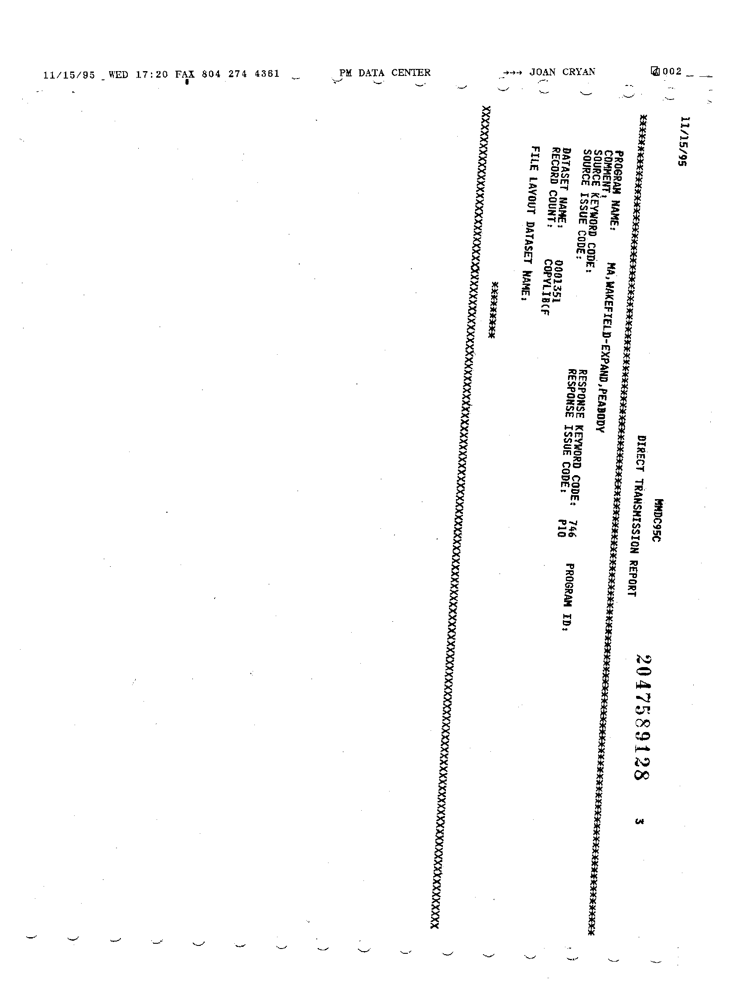 11/15/95 WED 17:20 FAX 804 274 4361 PM DATA CENTER →→→ JOAN CRYAN 002
11/15/95
MMDC95C
DIRECT TRANSMISSION REPORT 2047589128 3
PROGRAM NAME: MA,WAKEFIELD-EXPAND,PEABODY
COMMENT:
SOURCE KEYWORD CODE: RESPONSE KEYWORD CODE: 746 PROGRAM ID:
SOURCE ISSUE CODE: RESPONSE ISSUE CODE: P10
DATASET NAME:
RECORD COUNT: 0001351
COPYLIB(F
FILE LAYOUT DATASET NAME:
*********